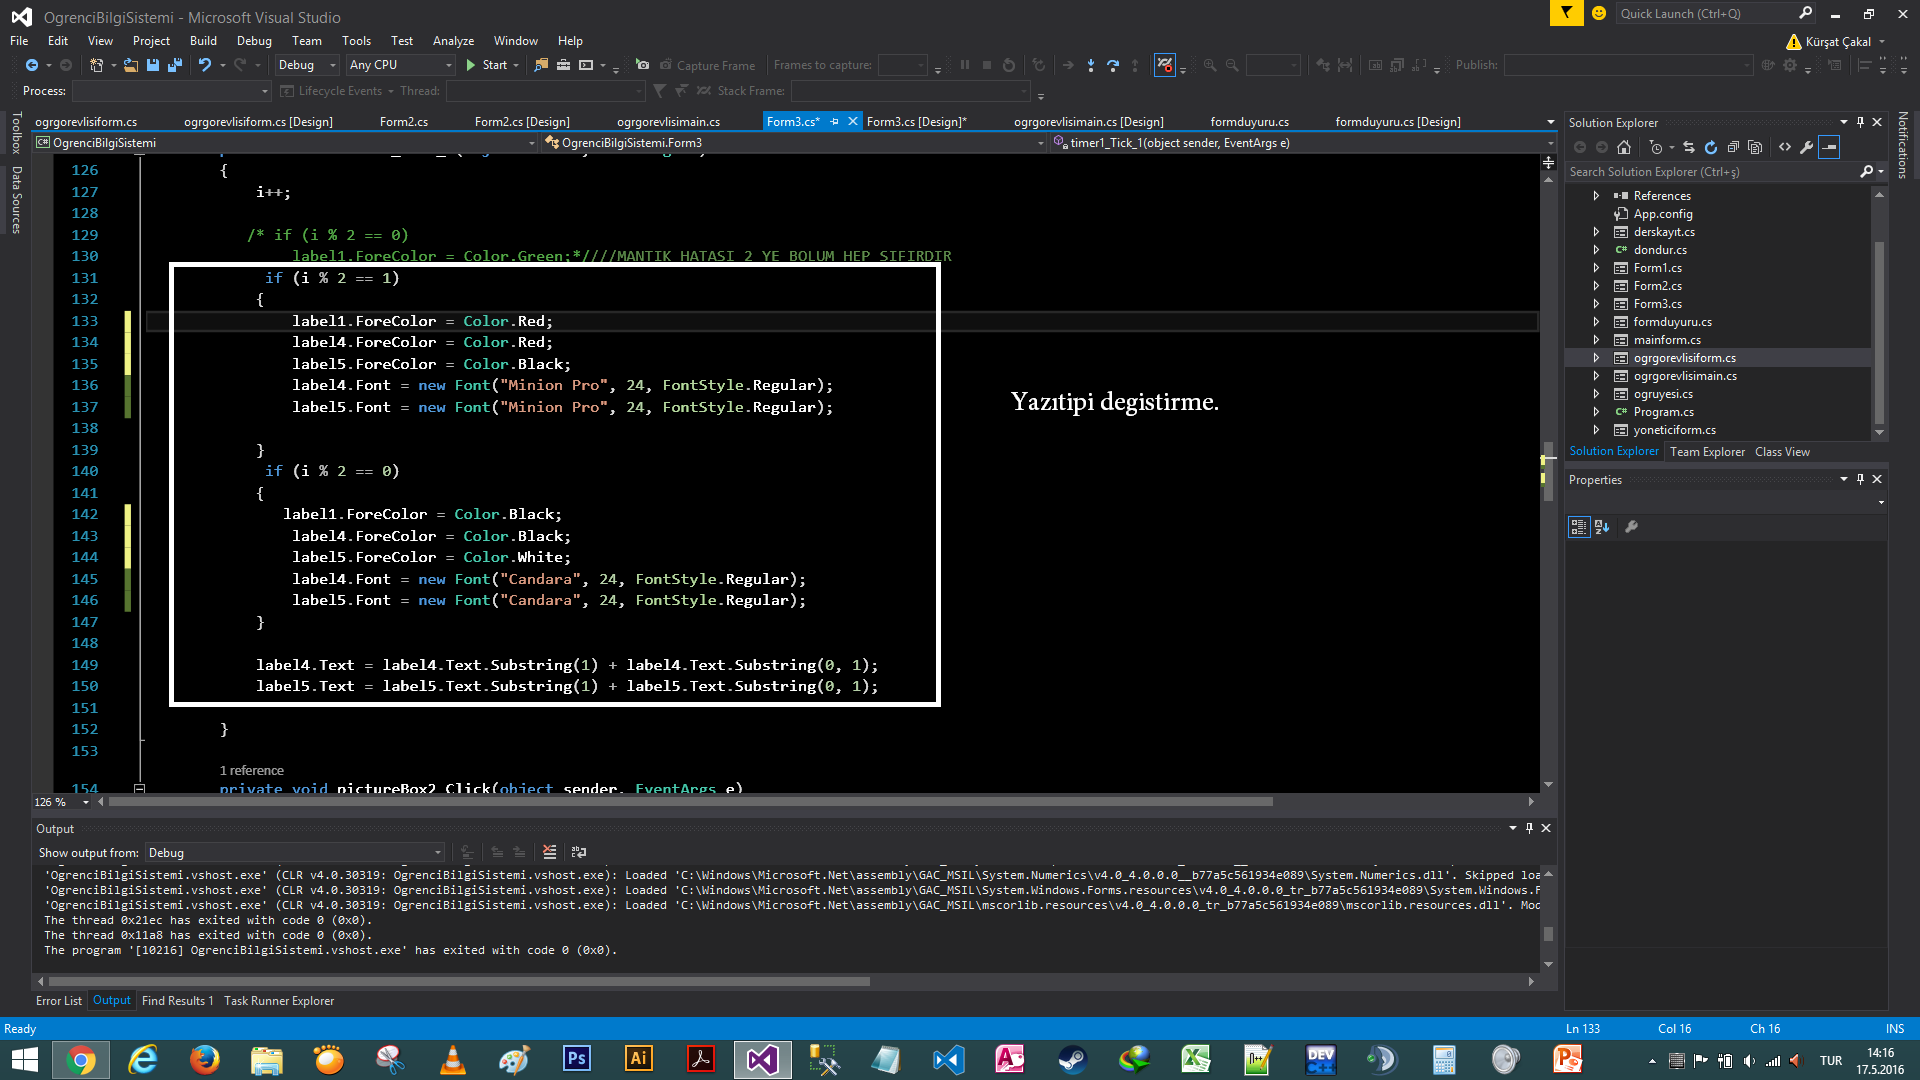 OgrenciBilgiSistemi - Microsoft Visual Studio
Quick Launch (Ctrl+Q)
File Edit View Project Build Debug Team Tools Test Analyze Window Help
Kürşat Çakal
Debug Any CPU Start Capture Frame Frames to capture: Publish:
Process: Lifecycle Events Thread: Stack Frame:
Toolbox
Data Sources
Notifications
ogrgorevlisiform.cs ogrgorevlisiform.cs [Design] Form2.cs Form2.cs [Design] ogrgorevlisimain.cs Form3.cs* Form3.cs [Design]* ogrgorevlisimain.cs [Design] formduyuru.cs formduyuru.cs [Design]
OgrenciBilgiSistemi OgrenciBilgiSistemi.Form3 timer1_Tick_1(object sender, EventArgs e)
126 {
127 i++;
128
129 /* if (i % 2 == 0)
130 label1.ForeColor = Color.Green;*////MANTIK HATASI 2 YE BOLUM HEP SIFIRDIR
131 if (i % 2 == 1)
132 {
133 label1.ForeColor = Color.Red;
134 label4.ForeColor = Color.Red;
135 label5.ForeColor = Color.Black;
136 label4.Font = new Font("Minion Pro", 24, FontStyle.Regular);
137 label5.Font = new Font("Minion Pro", 24, FontStyle.Regular);
138
139 }
140 if (i % 2 == 0)
141 {
142 label1.ForeColor = Color.Black;
143 label4.ForeColor = Color.Black;
144 label5.ForeColor = Color.White;
145 label4.Font = new Font("Candara", 24, FontStyle.Regular);
146 label5.Font = new Font("Candara", 24, FontStyle.Regular);
147 }
148
149 label4.Text = label4.Text.Substring(1) + label4.Text.Substring(0, 1);
150 label5.Text = label5.Text.Substring(1) + label5.Text.Substring(0, 1);
151
152 }
153
1 reference
154 private void pictureBox2_Click(object sender, EventArgs e)
Yazıtipi degistirme.
126 %
Solution Explorer
Search Solution Explorer (Ctrl+ş)
References
App.config
derskayıt.cs
dondur.cs
Form1.cs
Form2.cs
Form3.cs
formduyuru.cs
mainform.cs
ogrgorevlisiform.cs
ogrgorevlisimain.cs
ogruyesi.cs
Program.cs
yoneticiform.cs
Solution Explorer Team Explorer Class View
Properties
Output
Show output from: Debug
'OgrenciBilgiSistemi.vshost.exe' (CLR v4.0.30319: OgrenciBilgiSistemi.vshost.exe): Loaded 'C:\Windows\Microsoft.Net\assembly\GAC_MSIL\System.Numerics\v4.0_4.0.0.0__b77a5c561934e089\System.Numerics.dll'. Skipped loa
'OgrenciBilgiSistemi.vshost.exe' (CLR v4.0.30319: OgrenciBilgiSistemi.vshost.exe): Loaded 'C:\Windows\Microsoft.Net\assembly\GAC_MSIL\System.Windows.Forms.resources\v4.0_4.0.0.0_tr_b77a5c561934e089\System.Windows.F
'OgrenciBilgiSistemi.vshost.exe' (CLR v4.0.30319: OgrenciBilgiSistemi.vshost.exe): Loaded 'C:\Windows\Microsoft.Net\assembly\GAC_MSIL\mscorlib.resources\v4.0_4.0.0.0_tr_b77a5c561934e089\mscorlib.resources.dll'. Mod
The thread 0x21ec has exited with code 0 (0x0).
The thread 0x11a8 has exited with code 0 (0x0).
The program '[10216] OgrenciBilgiSistemi.vshost.exe' has exited with code 0 (0x0).
Error List Output Find Results 1 Task Runner Explorer
Ready Ln 133 Col 16 Ch 16 INS
Ps Ai DEV C++ TUR 14:16
17.5.2016